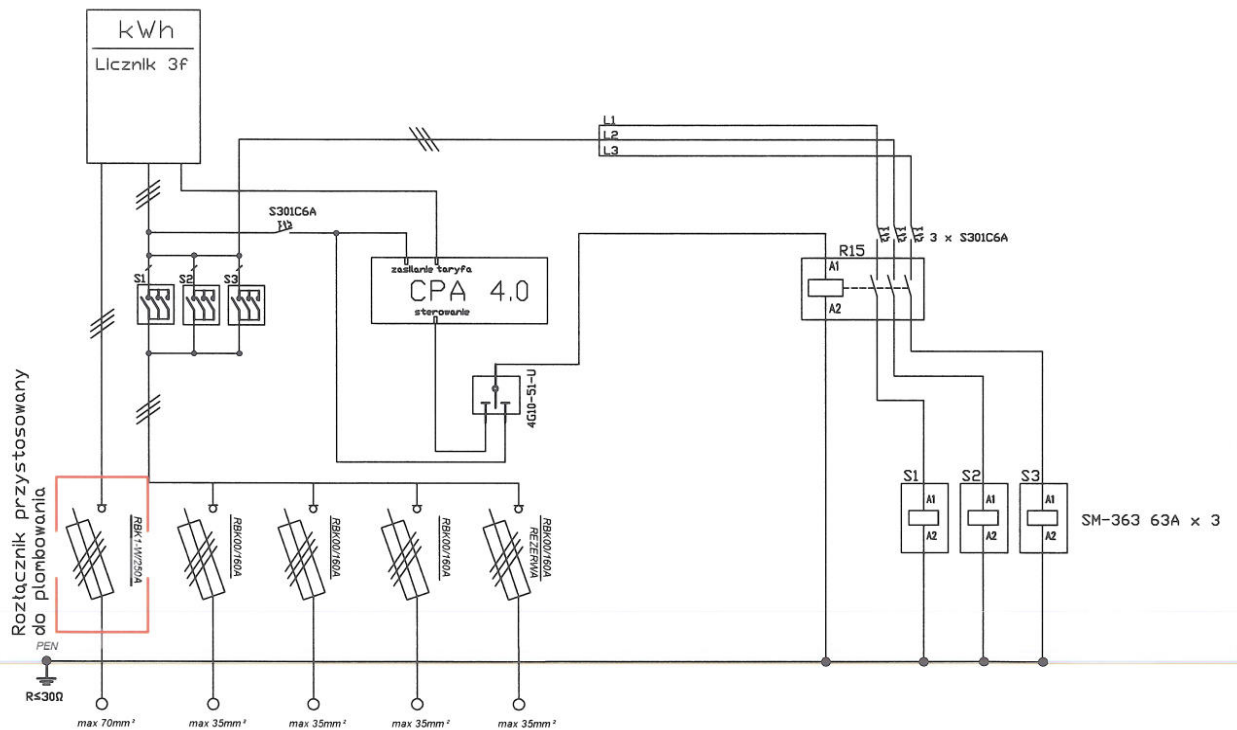 kWh
Licznik 3f
L1
L2
L3
S301C6A
3 x S301C6A
R15
A1
A2
zasilanie taryfa
CPA 4.0
sterowanie
S1
S2
S3
4G10-51-U
Rozłącznik przystosowany
do plombowania
RBK1-W/250A
RBK00/160A
RBK00/160A
RBK00/160A
RBK00/160A
REZERWA
S1
S2
S3
A1
A2
A1
A2
A1
A2
SM-363 63A x 3
PEN
R≤30Ω
max 70mm²
max 35mm²
max 35mm²
max 35mm²
max 35mm²